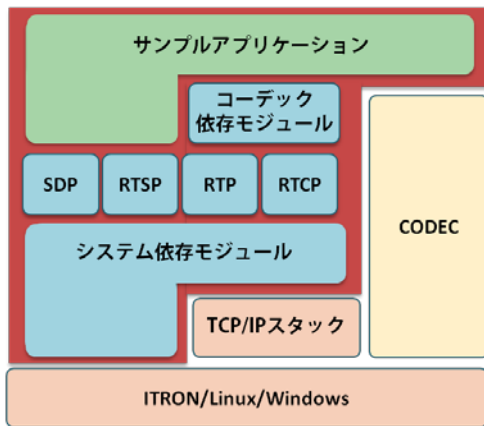 サンプルアプリケーション
コーデック
依存モジュール
SDP
RTSP
RTP
RTCP
CODEC
システム依存モジュール
TCP/IPスタック
ITRON/Linux/Windows